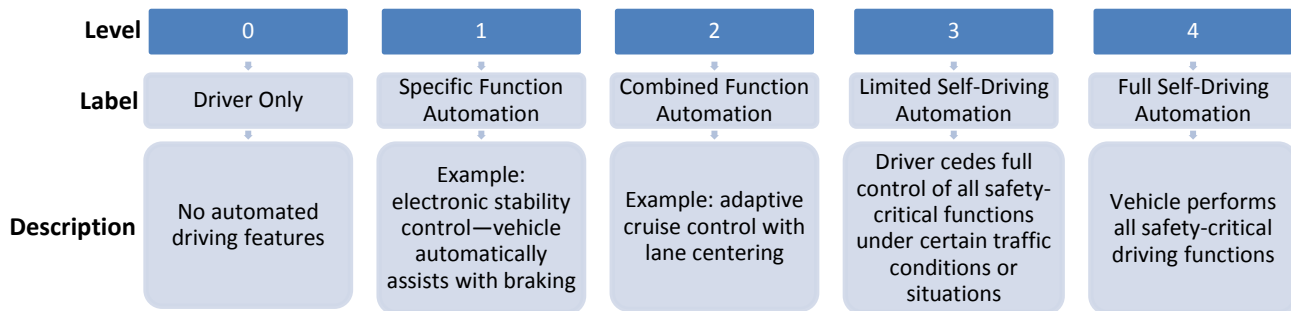 Level 0 1 2 3 4
Label
Driver Only
Specific Function
Automation
Combined Function
Automation
Limited Self-Driving
Automation
Full Self-Driving
Automation
Description
No automated
driving features
Example:
electronic stability
control—vehicle
automatically
assists with braking
Example: adaptive
cruise control with
lane centering
Driver cedes full
control of all safety-
critical functions
under certain traffic
conditions or
situations
Vehicle performs
all safety-critical
driving functions